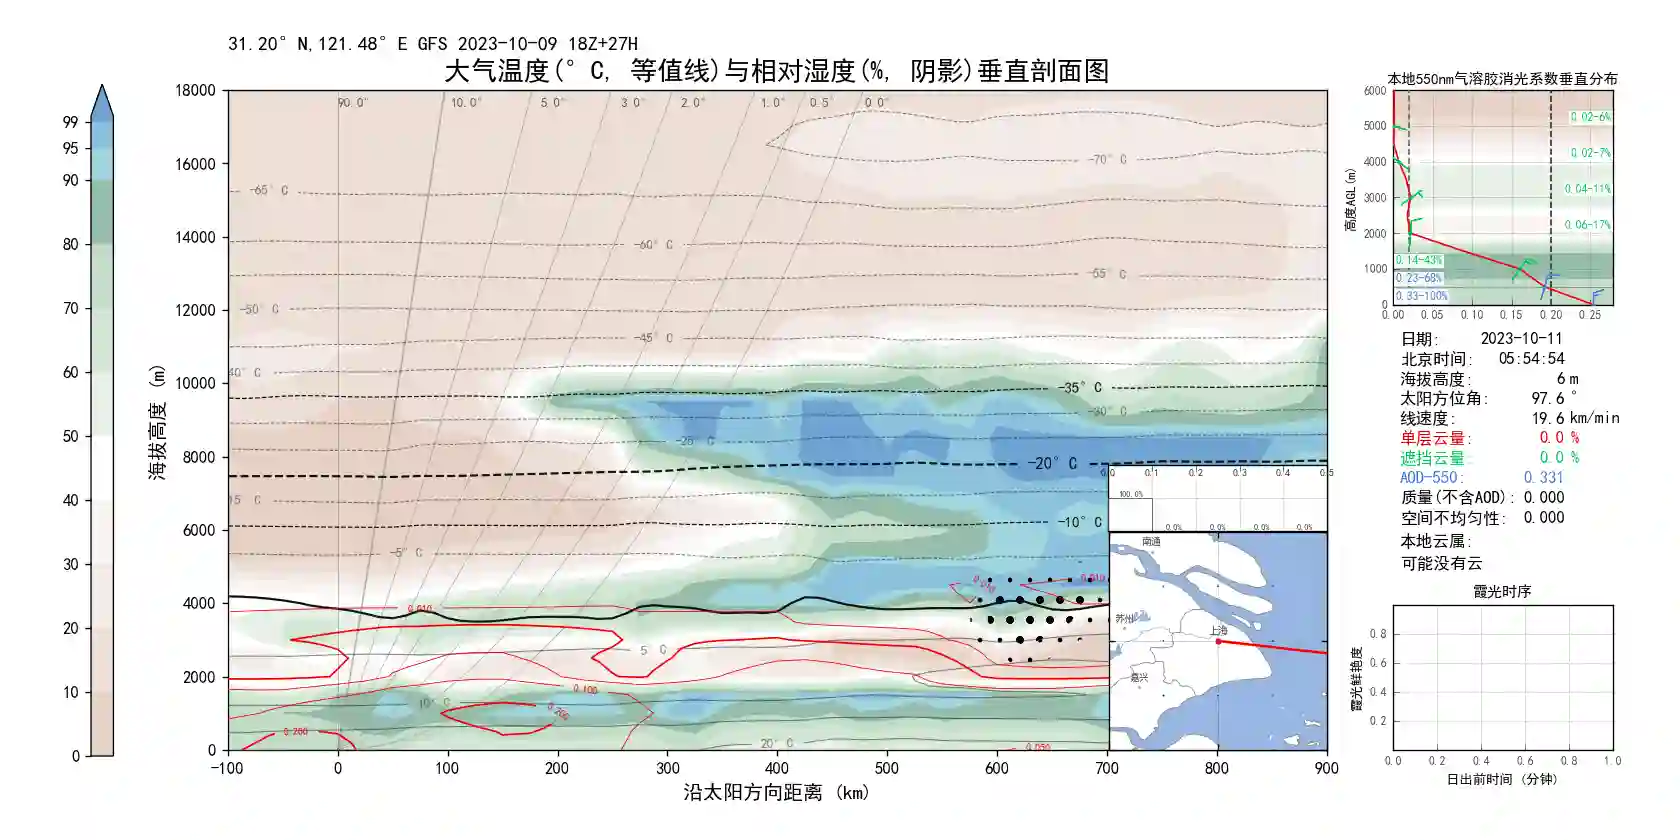 31.20° N,121.48° E GFS 2023-10-09 18Z+27H
大气温度(° C, 等值线)与相对湿度(%, 阴影)垂直剖面图
90.0° 10.0° 5.0° 3.0° 2.0° 1.0° 0.5° 0.0°
99
95
90
80
70
60
50
40
30
20
10
0
海拔高度 (m)
18000
16000
14000
12000
10000
8000
6000
4000
2000
0
-70° C
-65° C
-60° C
-55° C
-50° C
-45° C
40° C
-35° C
-30° C
-25° C
-20° C
15° C
-10° C
-5° C
5° C
10° C
20° C
0.010
0.010
0.100
0.200
0.200
0.050
-100 0 100 200 300 400 500 600 700 800 900
沿太阳方向距离 (km)
0.0 0.1 0.2 0.3 0.4 0.5
100.0%
0.0% 0.0% 0.0% 0.0%
南通
苏州
上海
嘉兴
本地550nm气溶胶消光系数垂直分布
高度AGL(m)
6000
5000
4000
3000
2000
1000
0
0.02-6%
0.02-7%
0.04-11%
0.06-17%
0.14-43%
0.23-68%
0.33-100%
0.00 0.05 0.10 0.15 0.20 0.25
日期: 2023-10-11
北京时间: 05:54:54
海拔高度: 6 m
太阳方位角: 97.6 °
线速度: 19.6 km/min
单层云量: 0.0 %
遮挡云量: 0.0 %
AOD-550: 0.331
质量(不含AOD): 0.000
空间不均匀性: 0.000
本地云属:
可能没有云
霞光时序
霞光鲜艳度
0.8
0.6
0.4
0.2
0.0 0.2 0.4 0.6 0.8 1.0
日出前时间 (分钟)